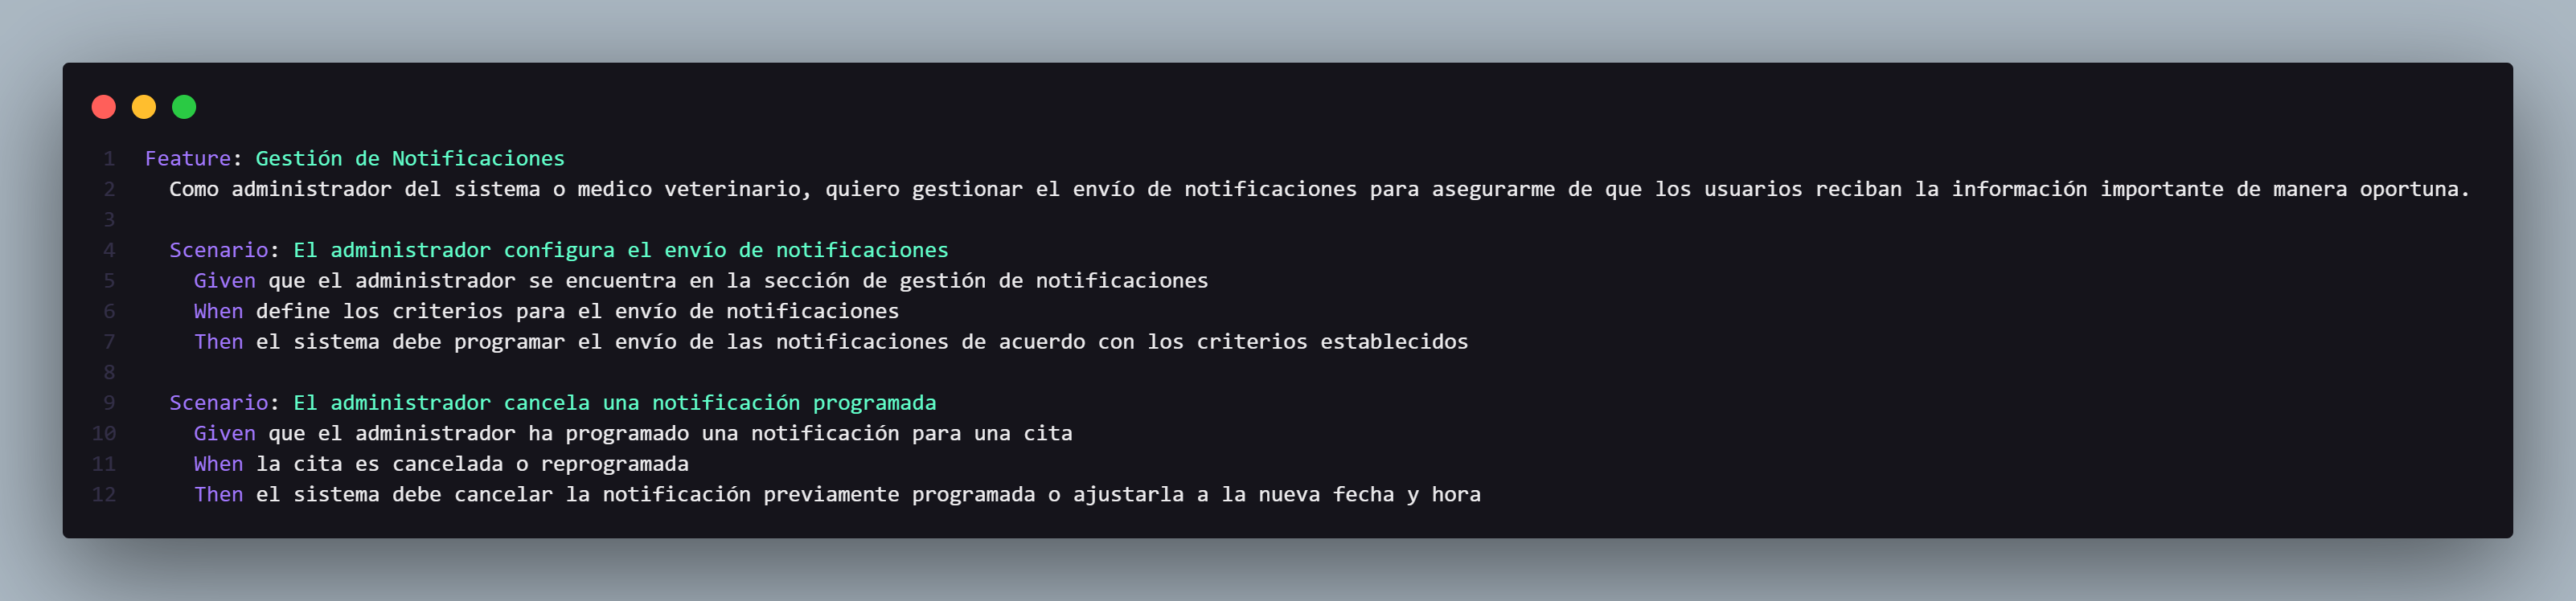 1 Feature: Gestión de Notificaciones
2 Como administrador del sistema o medico veterinario, quiero gestionar el envío de notificaciones para asegurarme de que los usuarios reciban la información importante de manera oportuna.
3
4 Scenario: El administrador configura el envío de notificaciones
5 Given que el administrador se encuentra en la sección de gestión de notificaciones
6 When define los criterios para el envío de notificaciones
7 Then el sistema debe programar el envío de las notificaciones de acuerdo con los criterios establecidos
8
9 Scenario: El administrador cancela una notificación programada
10 Given que el administrador ha programado una notificación para una cita
11 When la cita es cancelada o reprogramada
12 Then el sistema debe cancelar la notificación previamente programada o ajustarla a la nueva fecha y hora